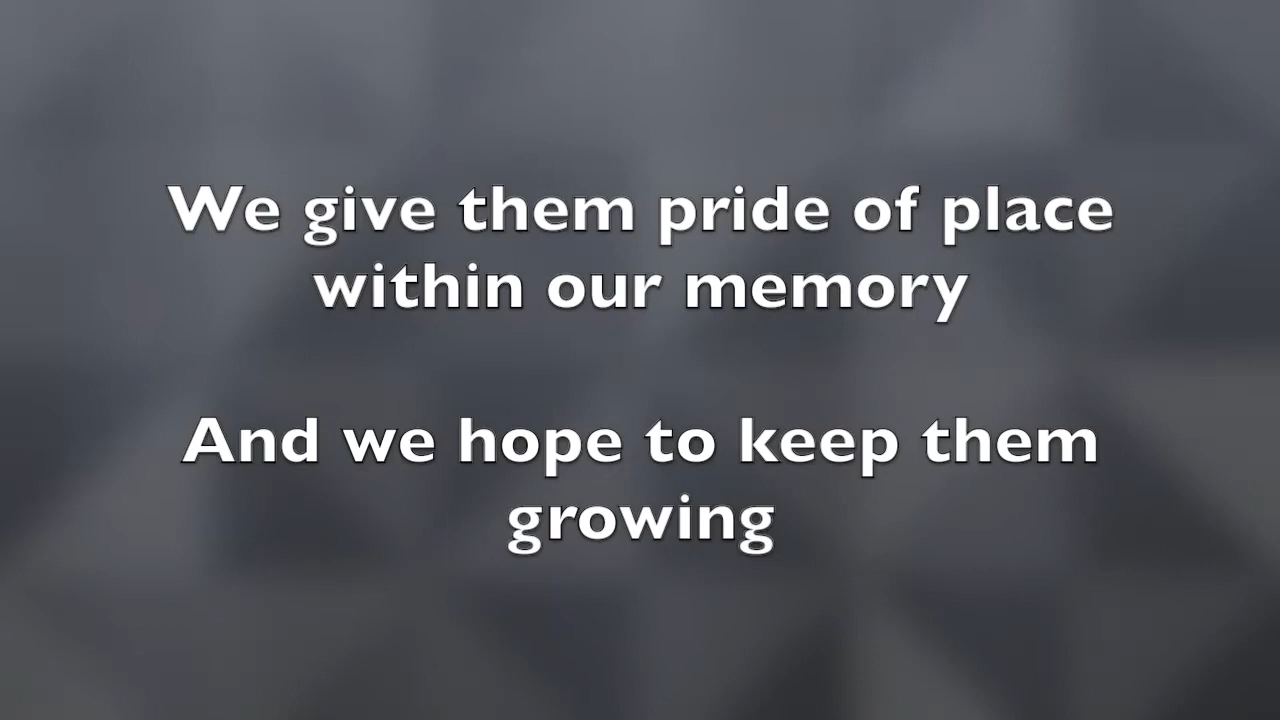 We give them pride of place
within our memory
And we hope to keep them
growing